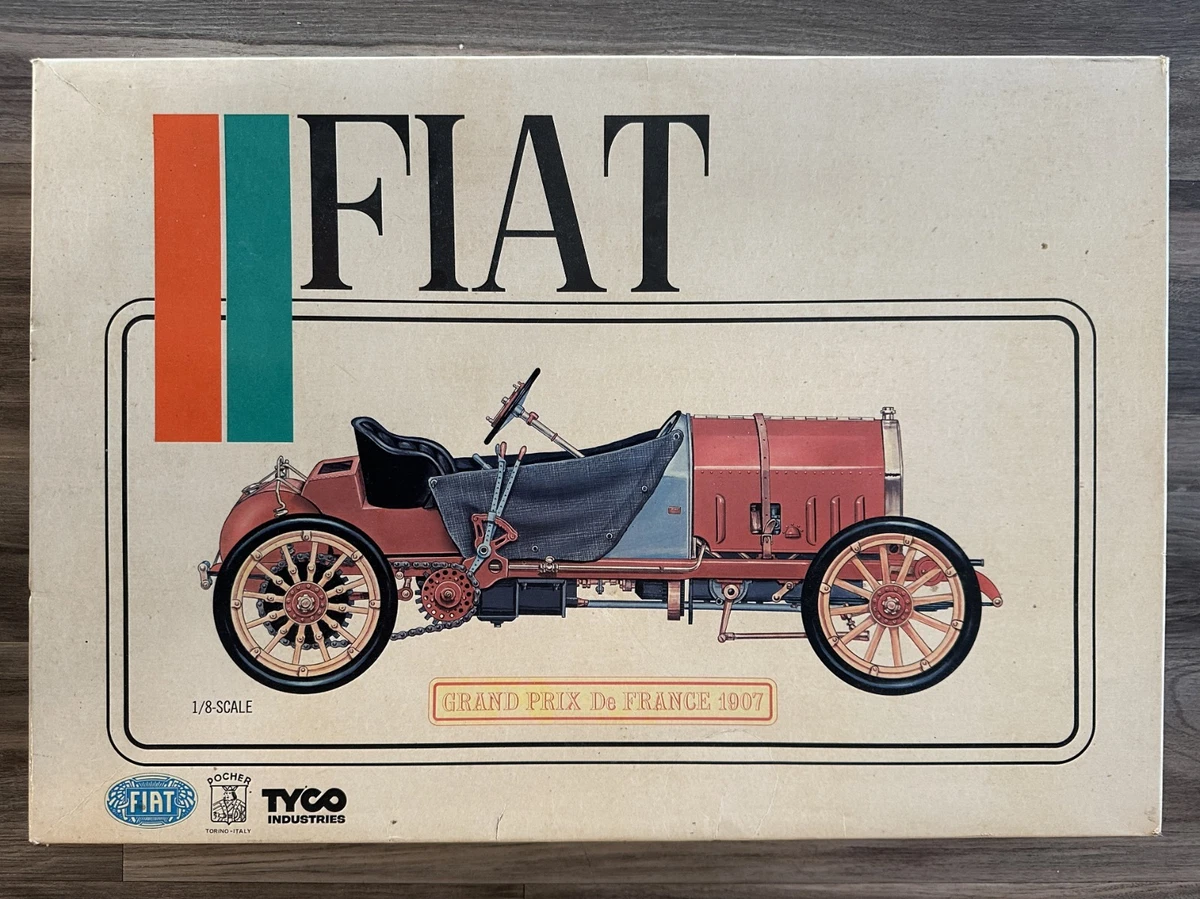 FIAT
1/8-SCALE
GRAND PRIX De FRANCE 1907
FIAT
POCHER
TORINO-ITALY
TYCO
INDUSTRIES